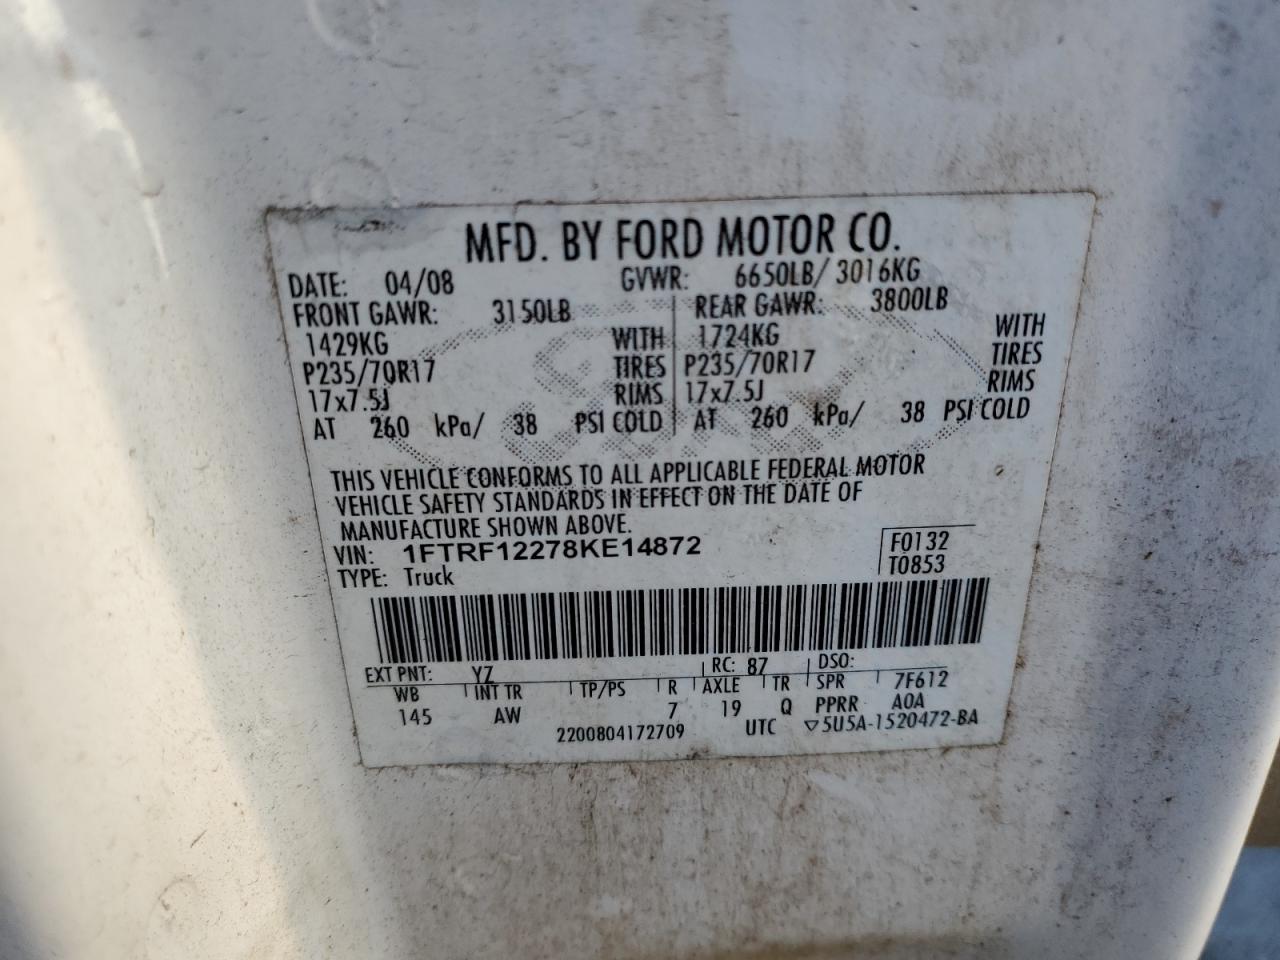 MFD. BY FORD MOTOR CO.
DATE: 04/08 GVWR: 6650LB/ 3016KG
FRONT GAWR: 3150LB REAR GAWR: 3800LB
1429KG WITH 1724KG WITH
P235/70R17 TIRES P235/70R17 TIRES
17x7.5J RIMS 17x7.5J RIMS
AT 260 kPa/ 38 PSI COLD AT 260 kPa/ 38 PSI COLD
THIS VEHICLE CONFORMS TO ALL APPLICABLE FEDERAL MOTOR
VEHICLE SAFETY STANDARDS IN EFFECT ON THE DATE OF
MANUFACTURE SHOWN ABOVE.
VIN: 1FTRF12278KE14872 F0132
TYPE: Truck T0853
EXT PNT: YZ RC: 87 DSO:
WB INT TR TP/PS R AXLE TR SPR 7F612
145 AW 7 19 Q PPRR A0A
2200804172709 UTC ▽5U5A-1520472-BA